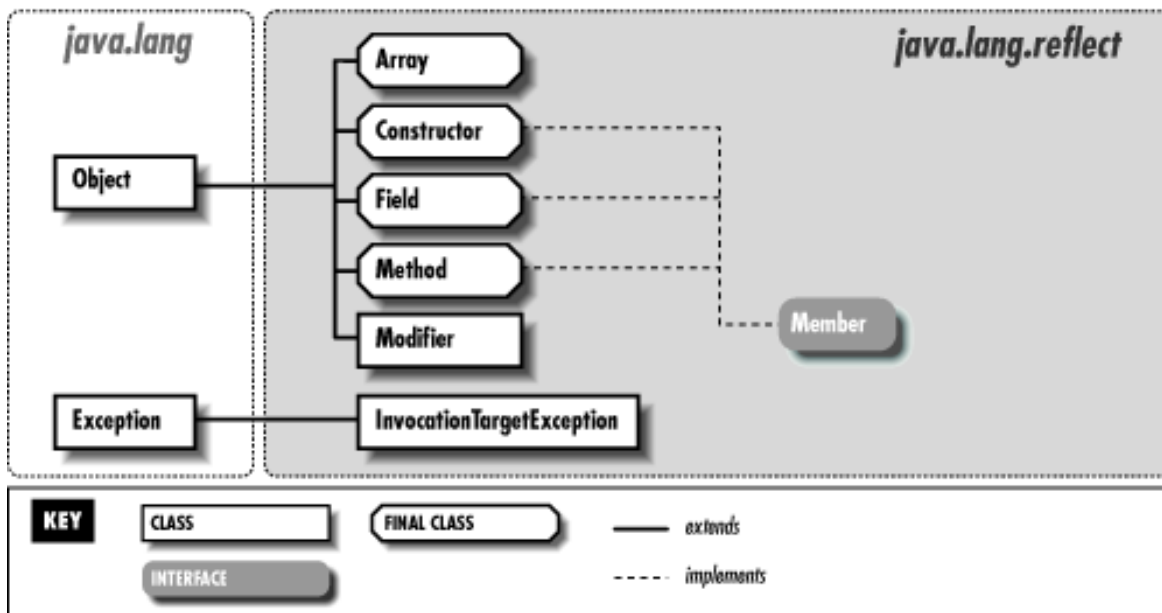 java.lang
java.lang.reflect
Array
Constructor
Object
Field
Method
Modifier
Member
Exception
InvocationTargetException
KEY
CLASS
FINAL CLASS
extends
INTERFACE
implements